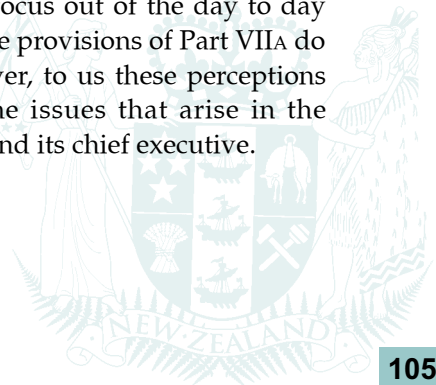 ocus out of the day to day
e provisions of Part VIIA do
ver, to us these perceptions
ne issues that arise in the
nd its chief executive.
NEW·ZEALAND
105